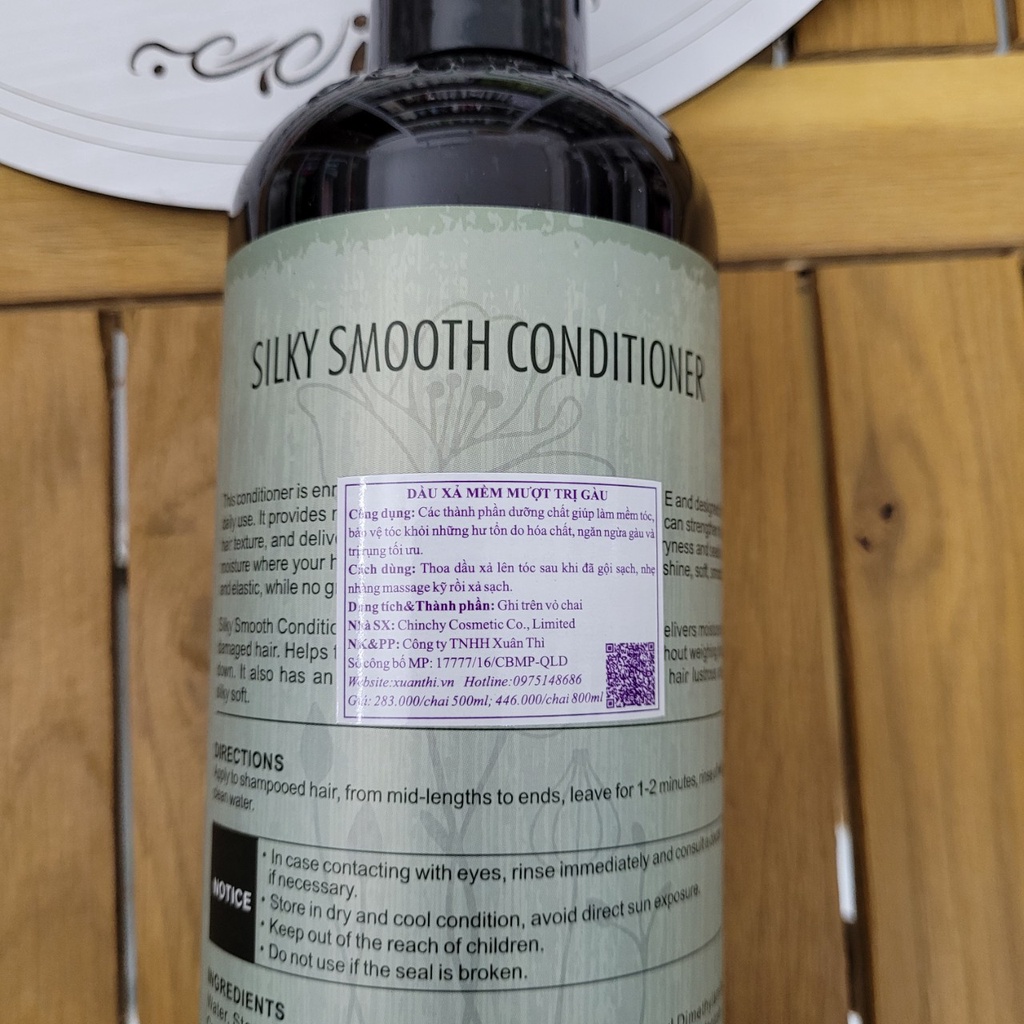 SILKY SMOOTH CONDITIONER
This conditioner is enr
E and designe
daily use. It provides
can strengthe
hair texture, and delive
ryness and
moisture where your h
shine, soft,
and elastic, while no g
DẦU XẢ MỀM MƯỢT TRỊ GÀU
Công dụng: Các thành phần dưỡng chất giúp làm mềm tóc,
bảo vệ tóc khỏi những hư tổn do hóa chất, ngăn ngừa gàu và
trị rụng tối ưu.
Cách dùng: Thoa dầu xả lên tóc sau khi đã gội sạch, nhẹ
nhàng massage kỹ rồi xả sạch.
Dung tích&Thành phần: Ghi trên vỏ chai
Nhà SX: Chinchy Cosmetic Co., Limited
NK&PP: Công ty TNHH Xuân Thì
Số công bố MP: 17777/16/CBMP-QLD
Website:xuanthi.vn Hotline:0975148686
Giá: 283.000/chai 500ml; 446.000/chai 800ml
Silky Smooth Conditio
elivers
damaged hair. Helps
hout weighing
down. It also has an
hair
silky soft.
DIRECTIONS
Apply to shampooed hair, from mid-lengths to ends, leave for 1-2 minutes,
clean water.
NOTICE
• In case contacting with eyes, rinse immediately and consult
if necessary.
• Store in dry and cool condition, avoid direct sun exposure.
• Keep out of the reach of children.
• Do not use if the seal is broken.
INGREDIENTS
Water,